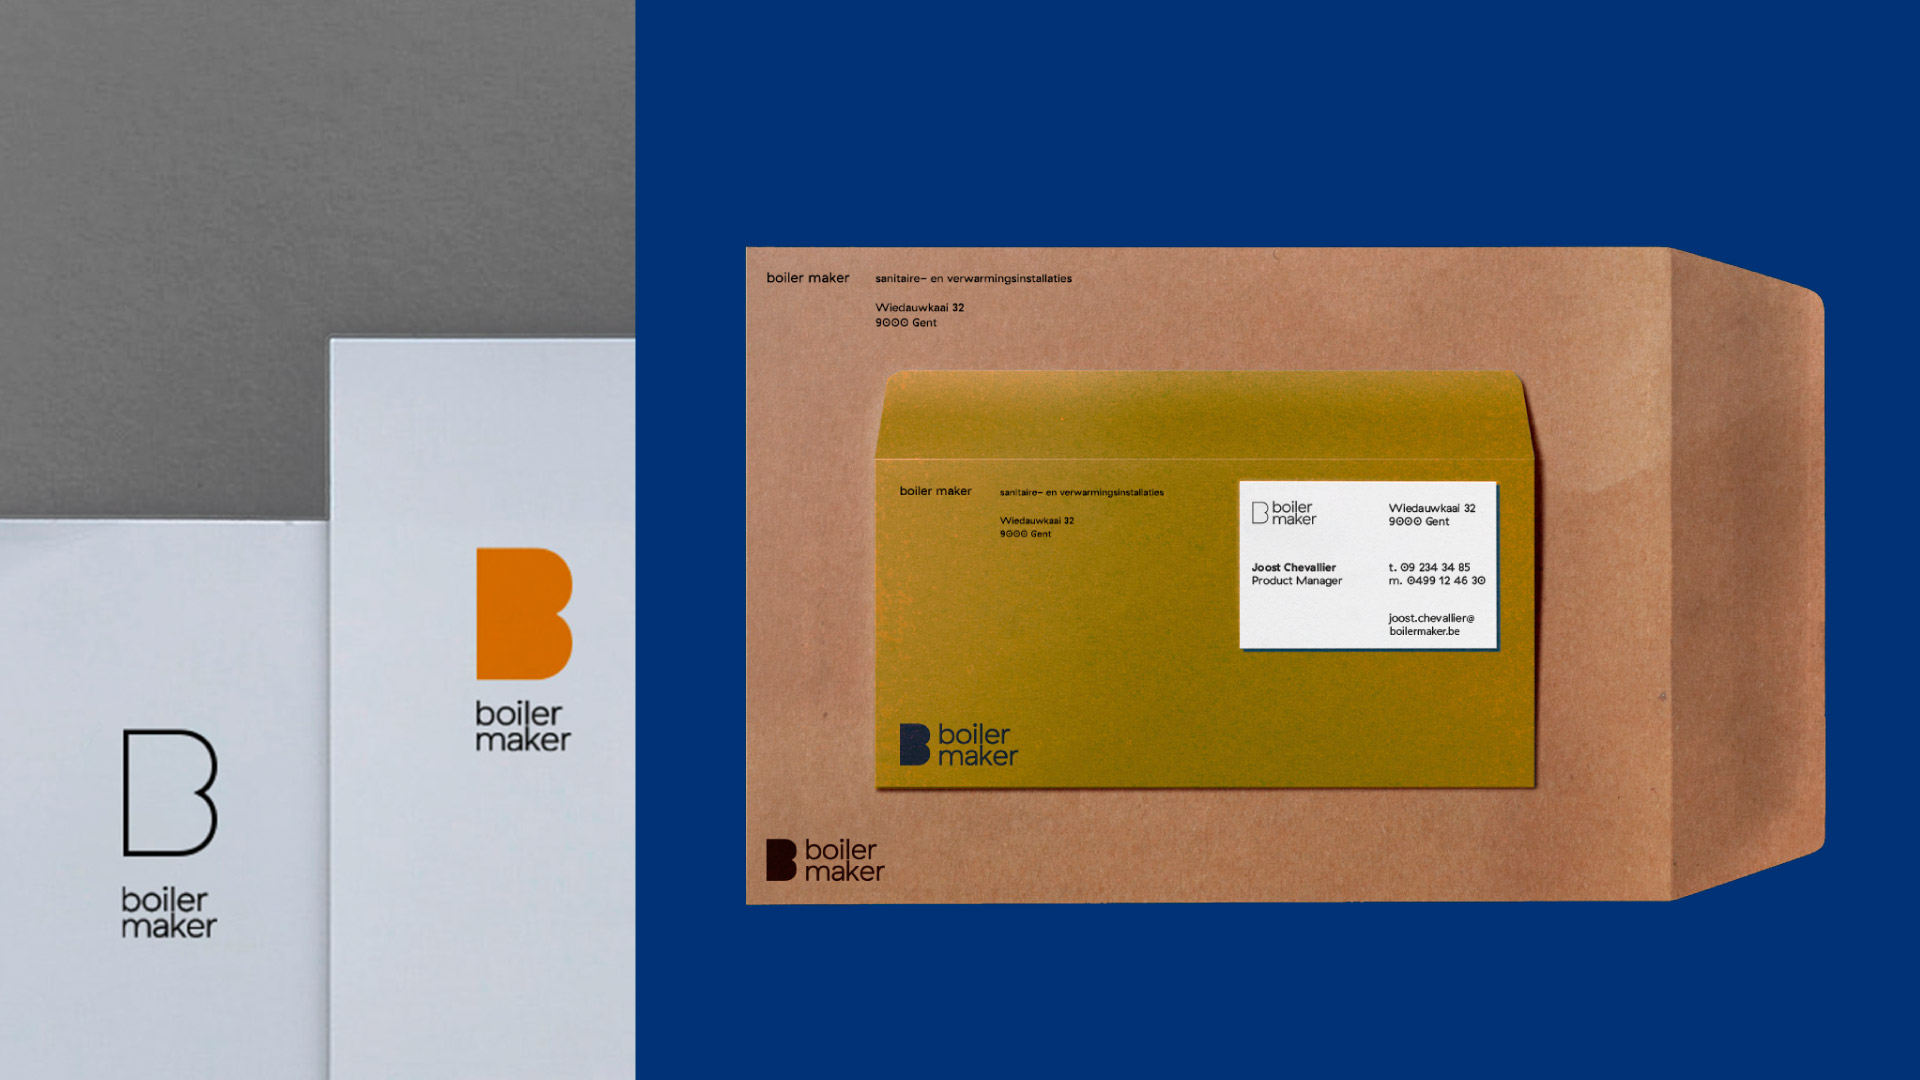 B
boiler
maker
B
boiler
maker
boiler maker
sanitaire- en verwarmingsinstallaties
Wiedauwkaai 32
9000 Gent
boiler maker
sanitaire- en verwarmingsinstallaties
Wiedauwkaai 32
9000 Gent
B boiler
maker
Wiedauwkaai 32
9000 Gent
Joost Chevallier
Product Manager
t. 09 234 34 85
m. 0499 12 46 30
joost.chevallier@
boilermaker.be
B boiler
maker
B boiler
maker